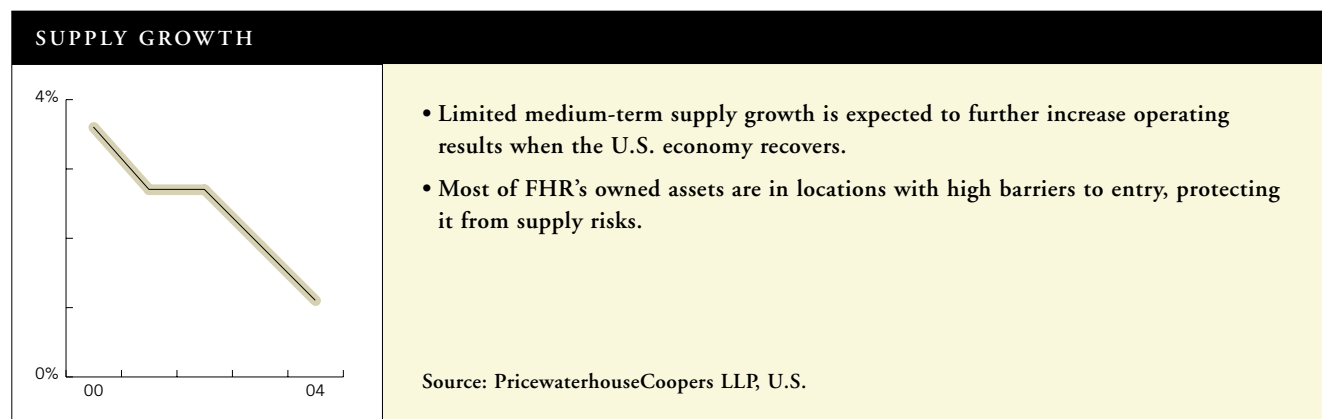 SUPPLY GROWTH
4%
0%
00
04
• Limited medium-term supply growth is expected to further increase operating
results when the U.S. economy recovers.
• Most of FHR’s owned assets are in locations with high barriers to entry, protecting
it from supply risks.
Source: PricewaterhouseCoopers LLP, U.S.